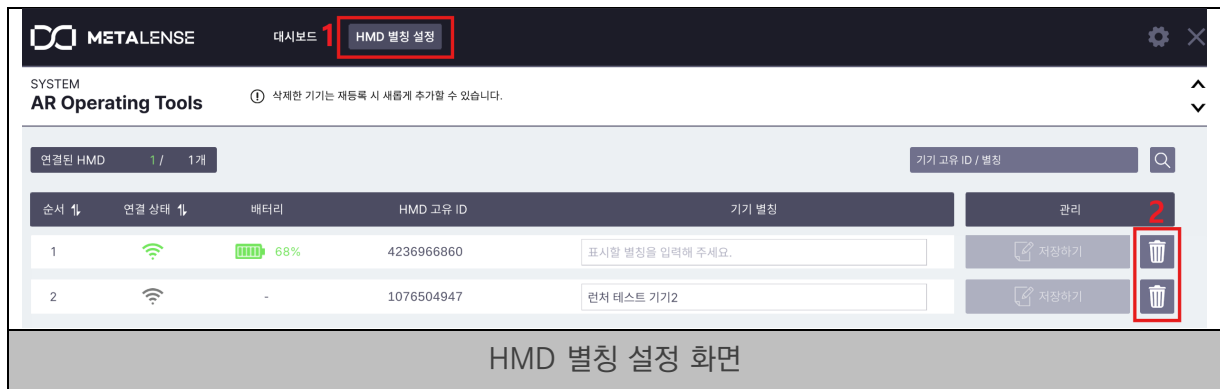 METALENSE 대시보드 1 HMD 별칭 설정
SYSTEM
AR Operating Tools
삭제한 기기는 재등록 시 새롭게 추가할 수 있습니다.
연결된 HMD 1 / 1개 기기 고유 ID / 별칭
순서 연결 상태 배터리 HMD 고유 ID 기기 별칭 관리 2
1 68% 4236966860 표시할 별칭을 입력해 주세요. 저장하기
2 - 1076504947 런처 테스트 기기2 저장하기
HMD 별칭 설정 화면